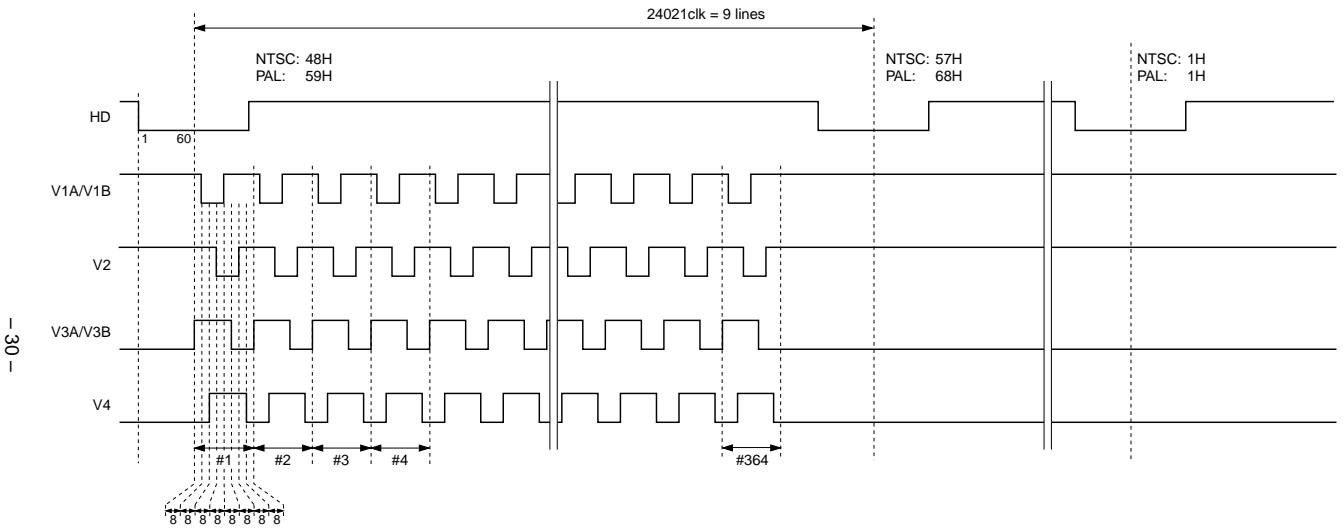 24021clk = 9 lines
NTSC: 48H
PAL: 59H
NTSC: 57H
PAL: 68H
NTSC: 1H
PAL: 1H
HD
1 60
V1A/V1B
V2
V3A/V3B
V4
#1 #2 #3 #4 #364
8 8 8 8 8 8 8 8
– 30 –